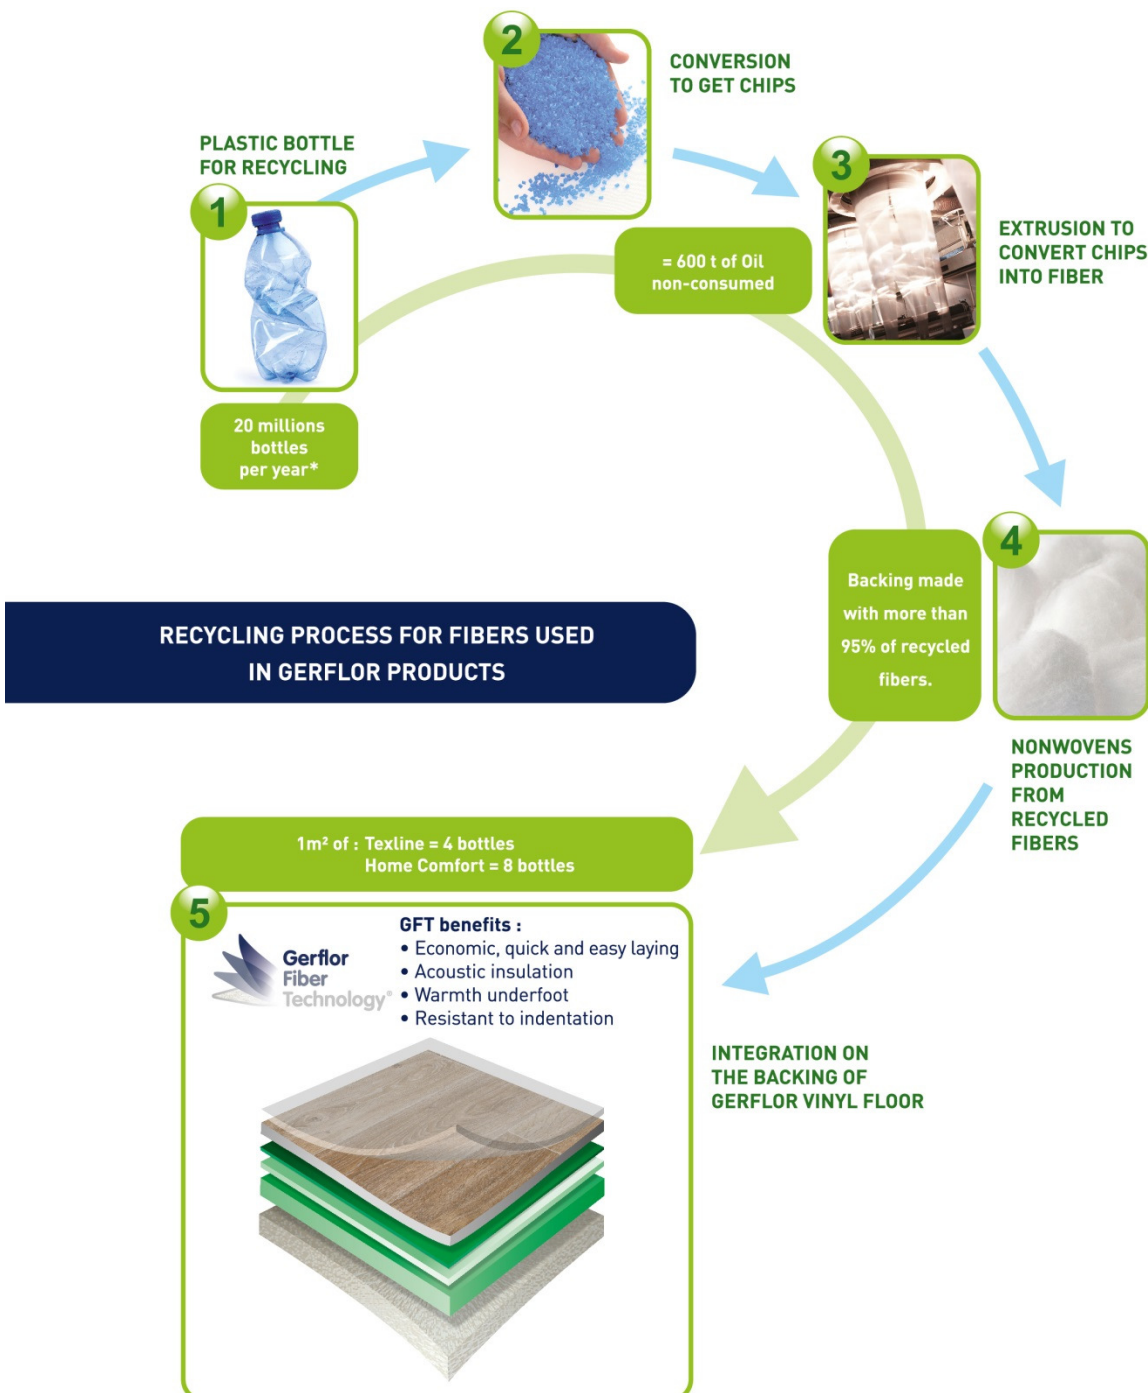 PLASTIC BOTTLE
FOR RECYCLING
1
20 millions
bottles
per year*
2
CONVERSION
TO GET CHIPS
= 600 t of Oil
non-consumed
3
EXTRUSION TO
CONVERT CHIPS
INTO FIBER
4
Backing made
with more than
95% of recycled
fibers.
NONWOVENS
PRODUCTION
FROM
RECYCLED
FIBERS
RECYCLING PROCESS FOR FIBERS USED
IN GERFLOR PRODUCTS
1m² of : Texline = 4 bottles
Home Comfort = 8 bottles
5
Gerflor
Fiber
Technology®
GFT benefits :
• Economic, quick and easy laying
• Acoustic insulation
• Warmth underfoot
• Resistant to indentation
INTEGRATION ON
THE BACKING OF
GERFLOR VINYL FLOOR